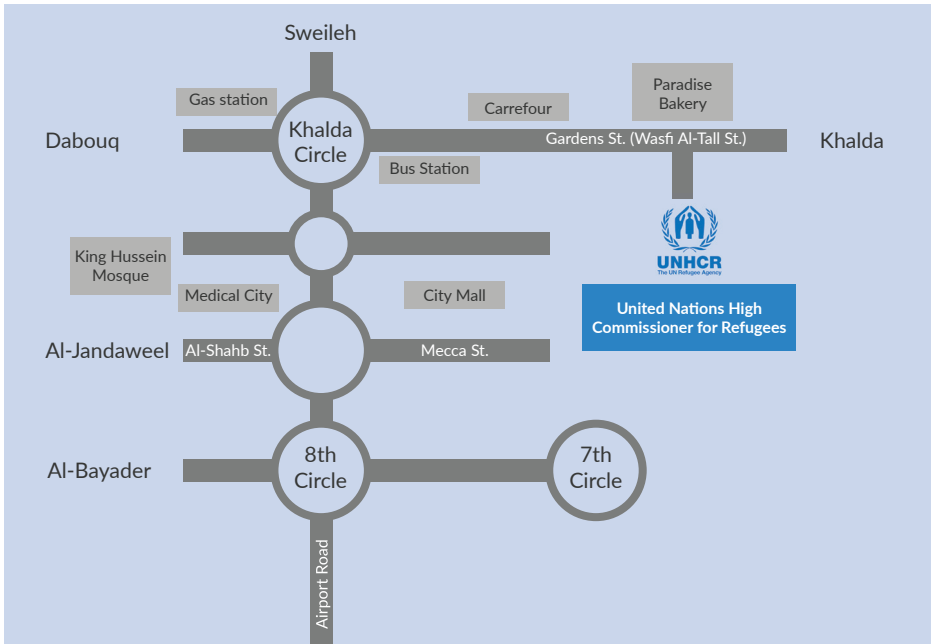 Sweileh
Gas station
Carrefour
Paradise
Bakery
Dabouq
Khalda
Circle
Gardens St. (Wasfi Al-Tall St.)
Khalda
Bus Station
UNHCR
The UN Refugee Agency
King Hussein
Mosque
Medical City
City Mall
United Nations High
Commissioner for Refugees
Al-Jandaweel
Al-Shahb St.
Mecca St.
Al-Bayader
8th
Circle
7th
Circle
Airport Road